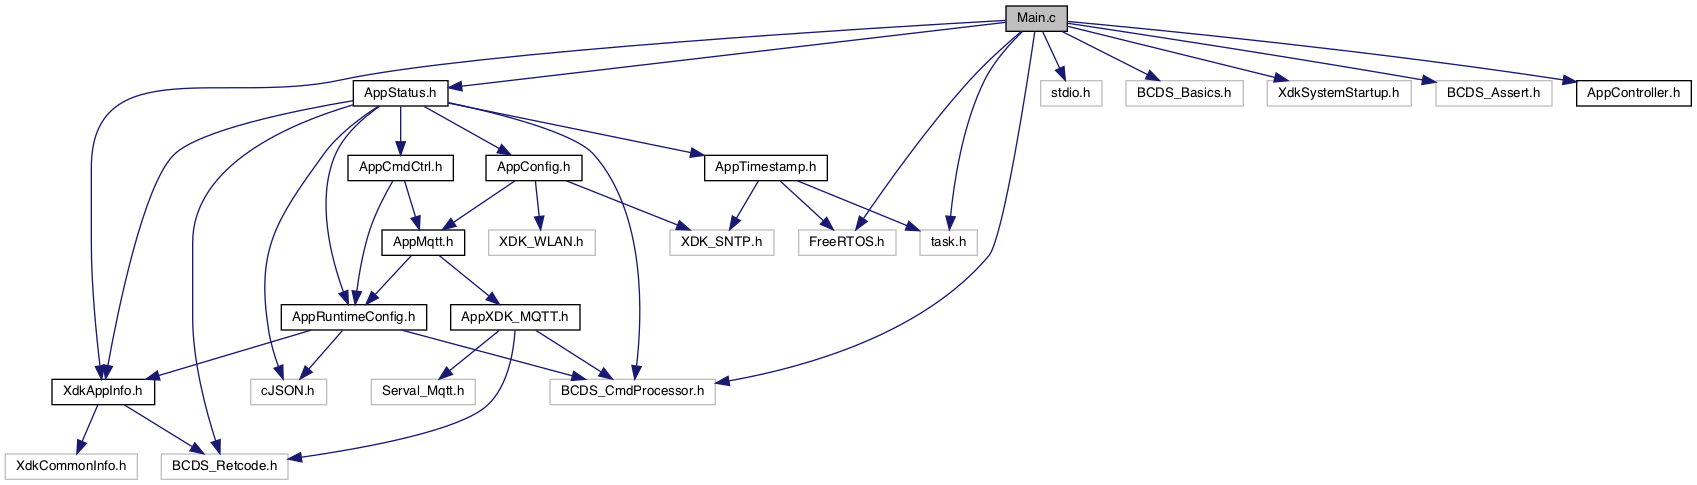 Main.c
AppStatus.h
stdio.h
BCDS_Basics.h
XdkSystemStartup.h
BCDS_Assert.h
AppController.h
AppCmdCtrl.h
AppConfig.h
AppTimestamp.h
AppMqtt.h
XDK_WLAN.h
XDK_SNTP.h
FreeRTOS.h
task.h
AppRuntimeConfig.h
AppXDK_MQTT.h
XdkAppInfo.h
cJSON.h
Serval_Mqtt.h
BCDS_CmdProcessor.h
XdkCommonInfo.h
BCDS_Retcode.h